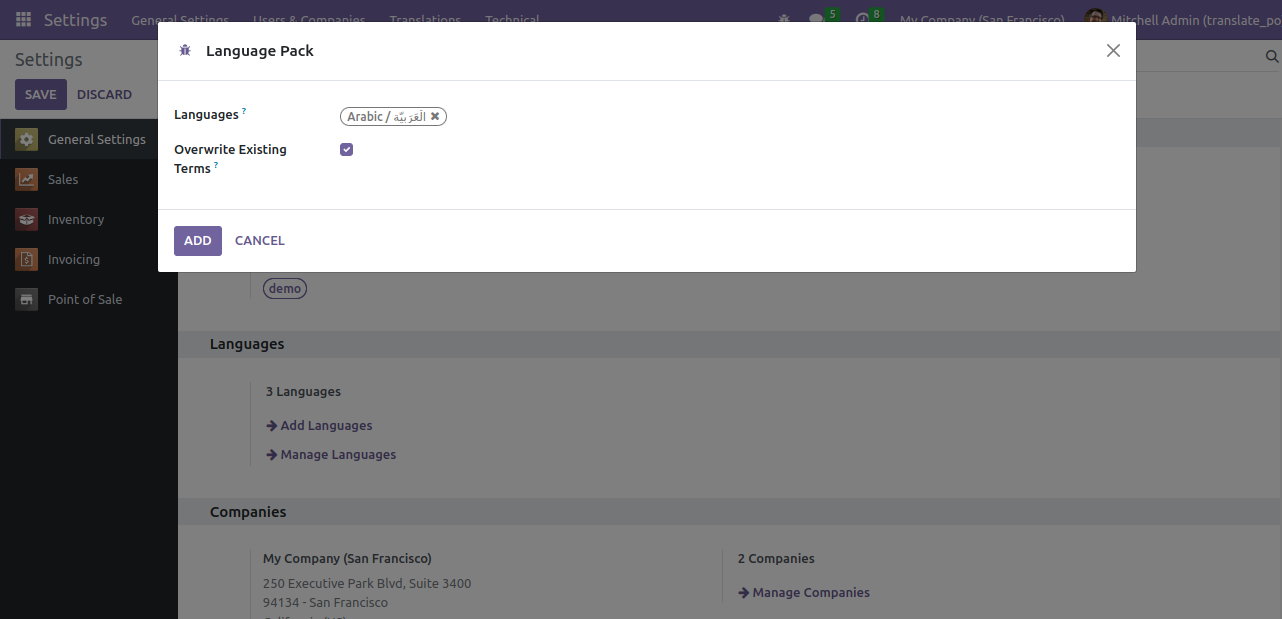 Settings General Settings Users & Companies Translations Technical 5 8 My Company (San Francisco) Mitchell Admin (translate_po
Settings
SAVE DISCARD
General Settings
Sales
Inventory
Invoicing
Point of Sale
Language Pack
Languages ?
Arabic / الْعَرَبيّة ✖
Overwrite Existing
Terms ?
ADD CANCEL
demo
Languages
3 Languages
Add Languages
Manage Languages
Companies
My Company (San Francisco)
250 Executive Park Blvd, Suite 3400
94134 - San Francisco
2 Companies
Manage Companies